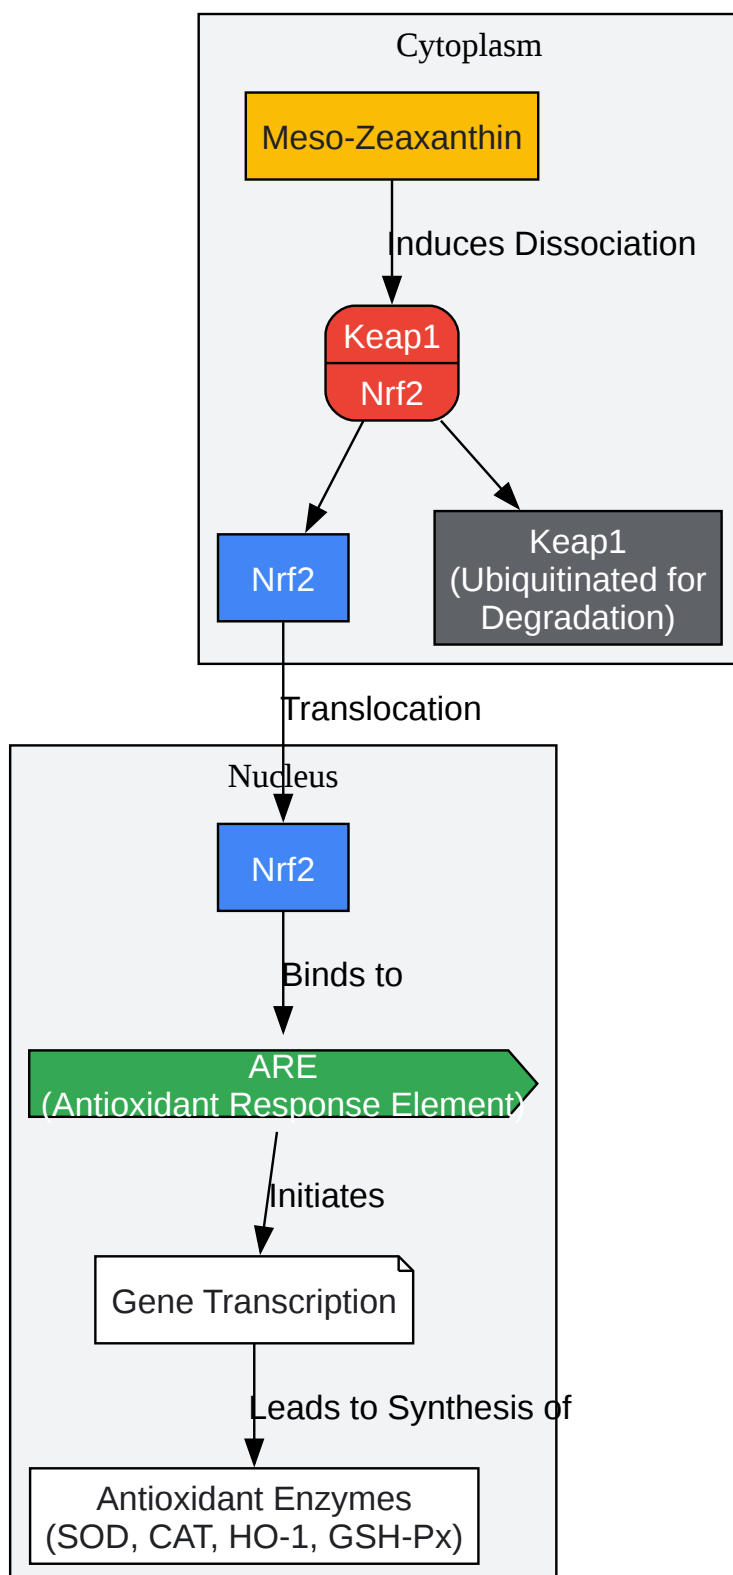 Cytoplasm
Meso-Zeaxanthin
Induces Dissociation
Keap1
Nrf2
Nrf2
Keap1
(Ubiquitinated for
Degradation)
Translocation
Nucleus
Nrf2
Binds to
ARE
(Antioxidant Response Element)
Initiates
Gene Transcription
Leads to Synthesis of
Antioxidant Enzymes
(SOD, CAT, HO-1, GSH-Px)